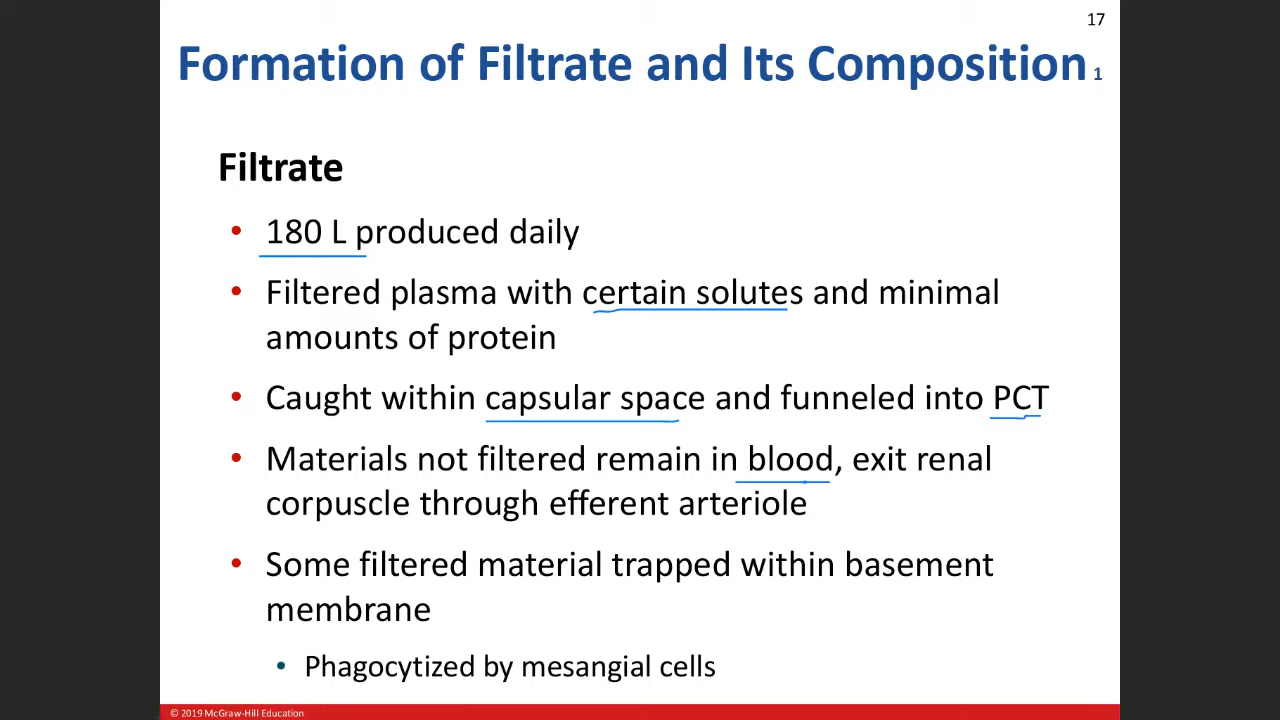 17
Formation of Filtrate and Its Composition 1
Filtrate
• 180 L produced daily
• Filtered plasma with certain solutes and minimal
amounts of protein
• Caught within capsular space and funneled into PCT
• Materials not filtered remain in blood, exit renal
corpuscle through efferent arteriole
• Some filtered material trapped within basement
membrane
• Phagocytized by mesangial cells
© 2019 McGraw-Hill Education